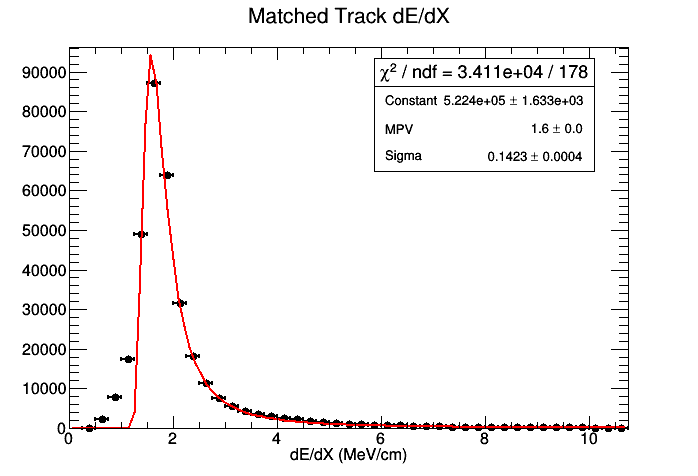 Matched Track dE/dX
χ² / ndf = 3.411e+04 / 178
Constant 5.224e+05 ± 1.633e+03
MPV 1.6 ± 0.0
Sigma 0.1423 ± 0.0004
90000
80000
70000
60000
50000
40000
30000
20000
10000
0
0 2 4 6 8 10
dE/dX (MeV/cm)